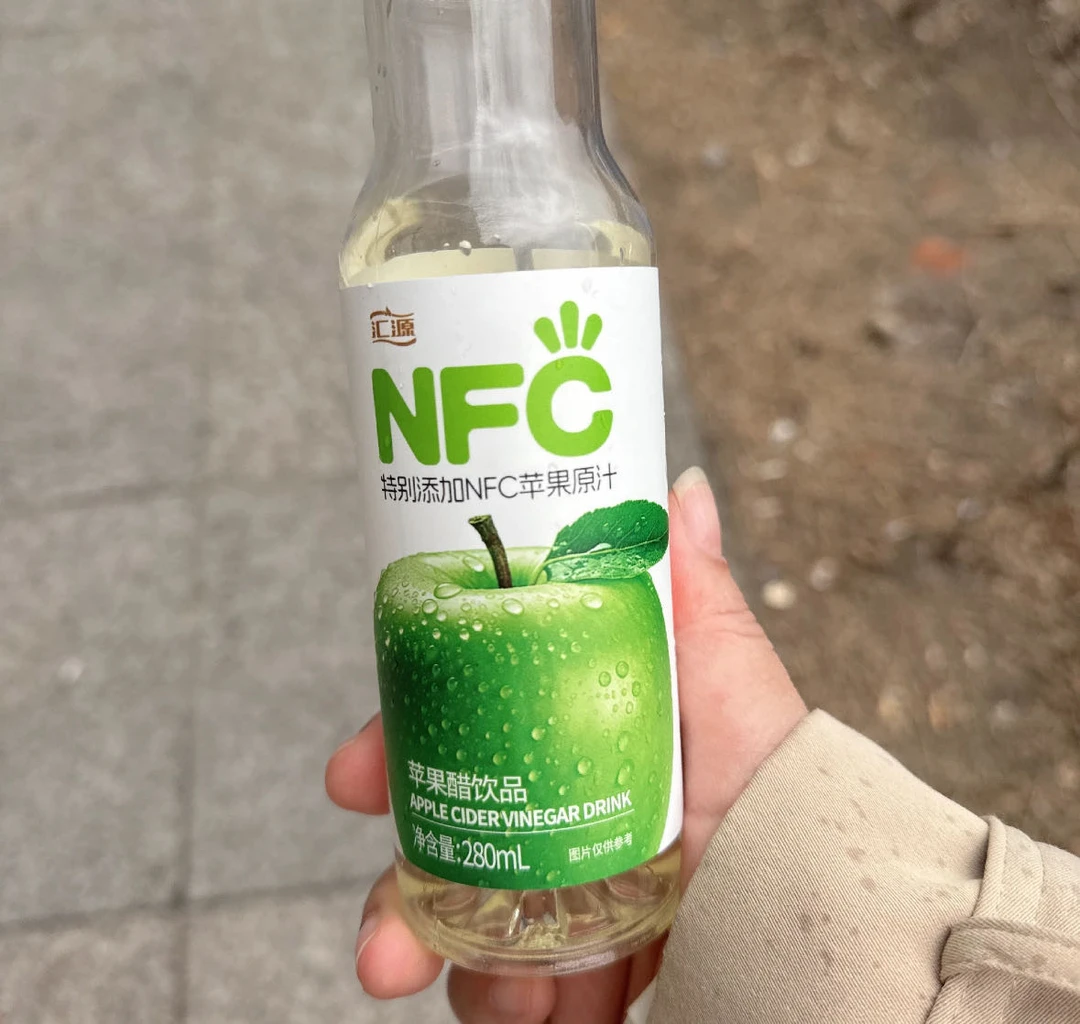 汇源
NFC
特别添加NFC苹果原汁
苹果醋饮品
APPLE CIDER VINEGAR DRINK
净含量:280mL
图片仅供参考